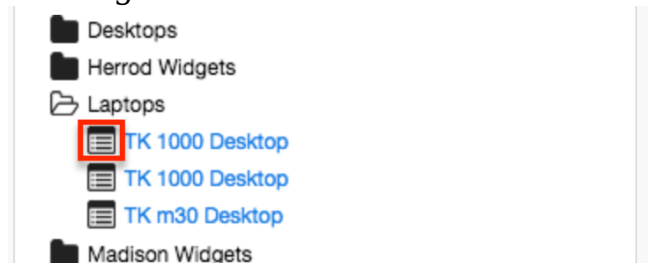 Desktops
Herrod Widgets
Laptops
TK 1000 Desktop
TK 1000 Desktop
TK m30 Desktop
Madison Widgets